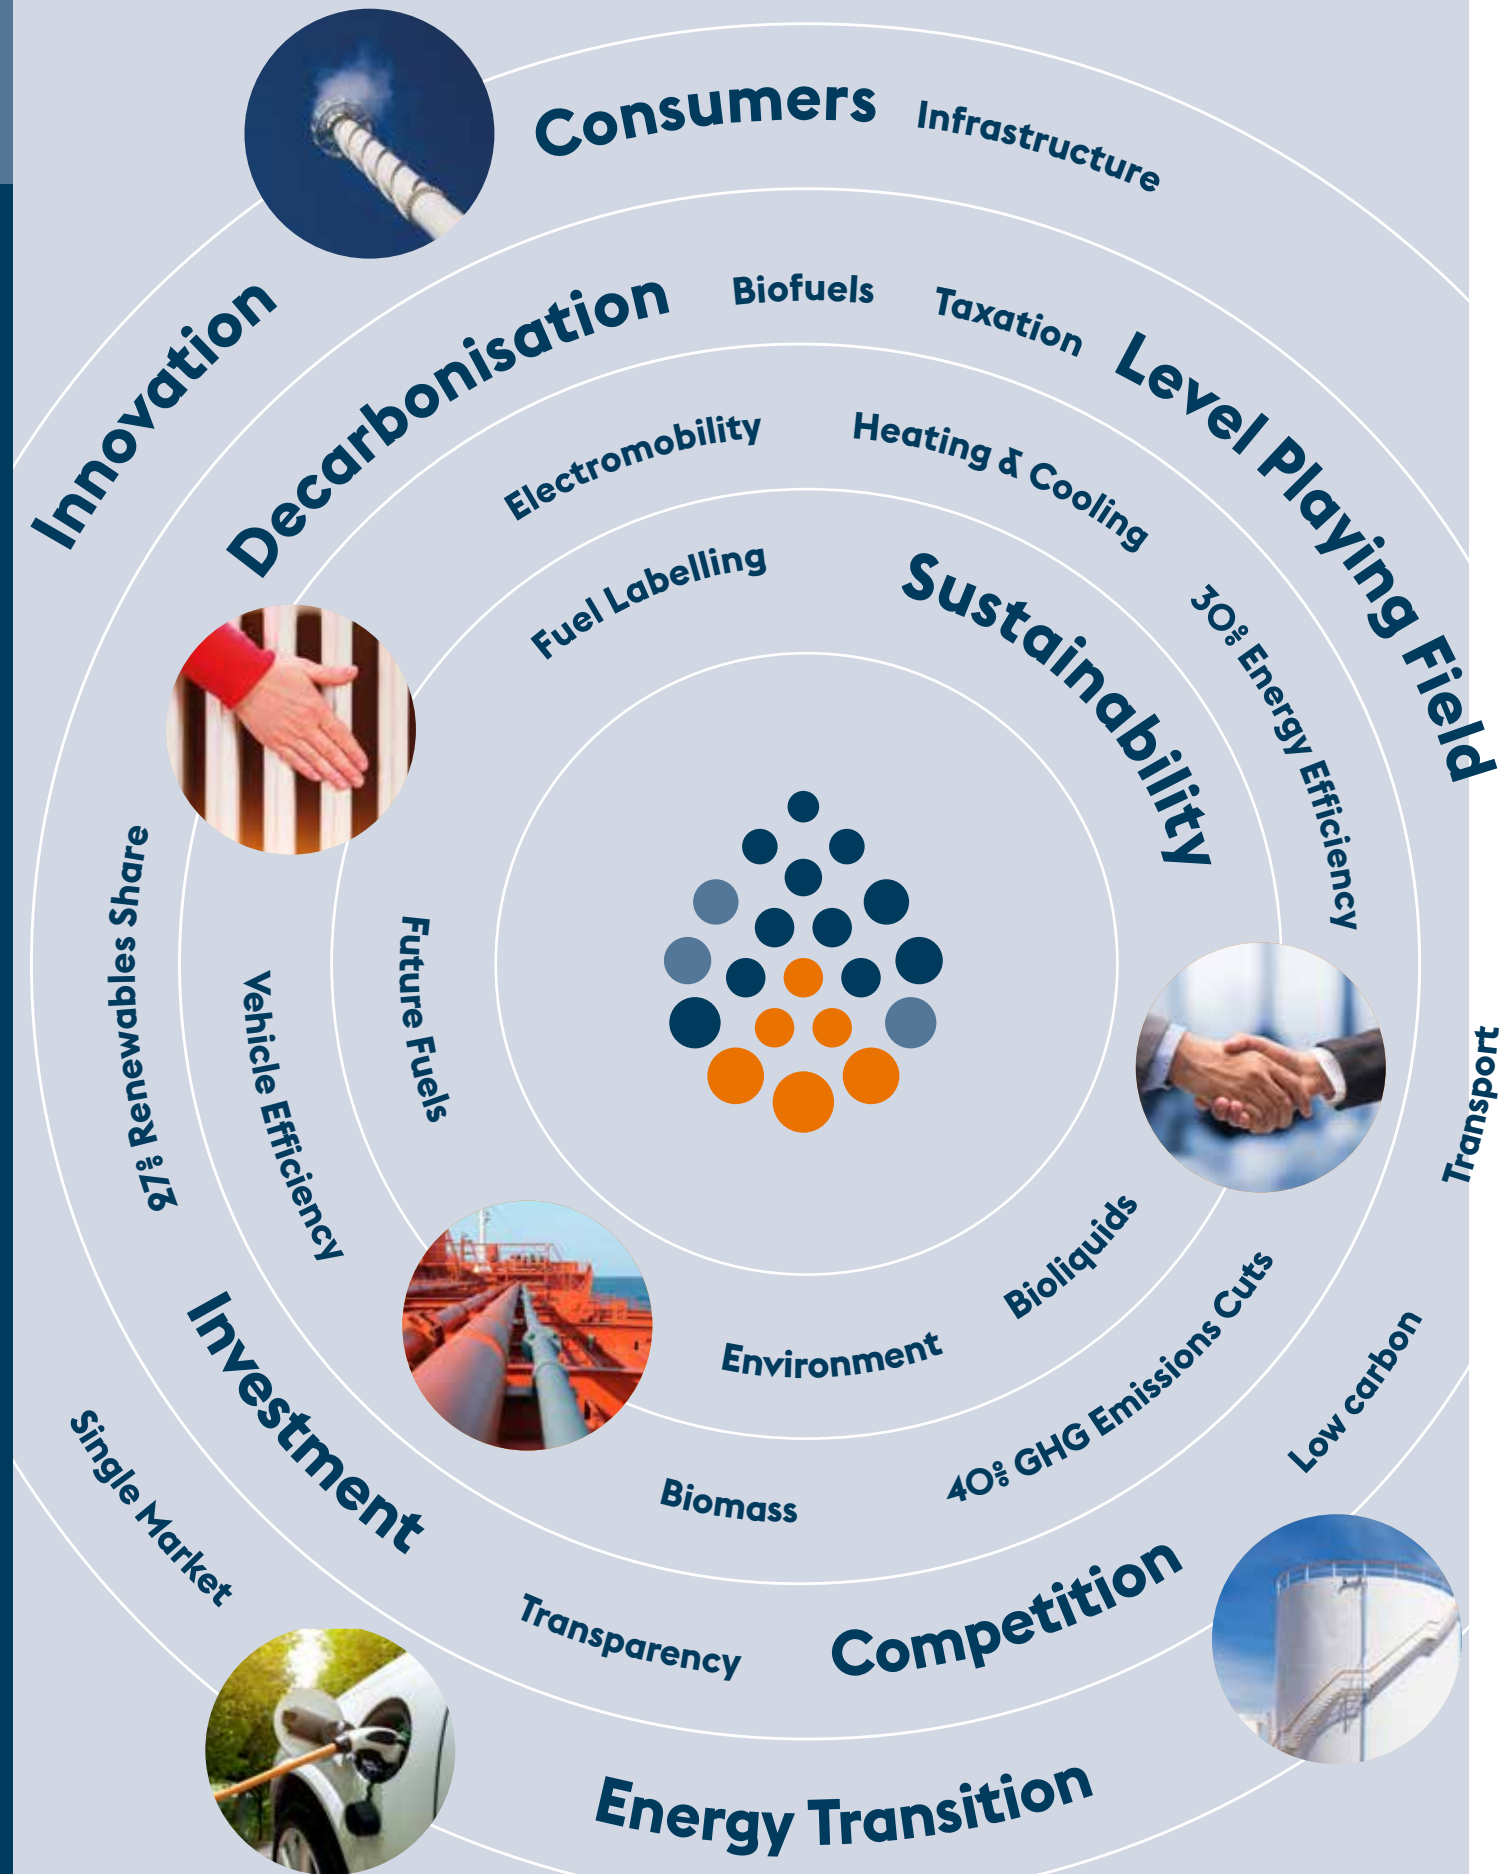 Consumers
Infrastructure
Innovation
Decarbonisation
Biofuels
Taxation
Level Playing Field
Electromobility
Heating & Cooling
30% Energy Efficiency
Fuel Labelling
Sustainability
27% Renewables Share
Vehicle Efficiency
Future Fuels
Transport
Bioliquids
Environment
40% GHG Emissions Cuts
Low carbon
Investment
Single Market
Biomass
Transparency
Competition
Energy Transition